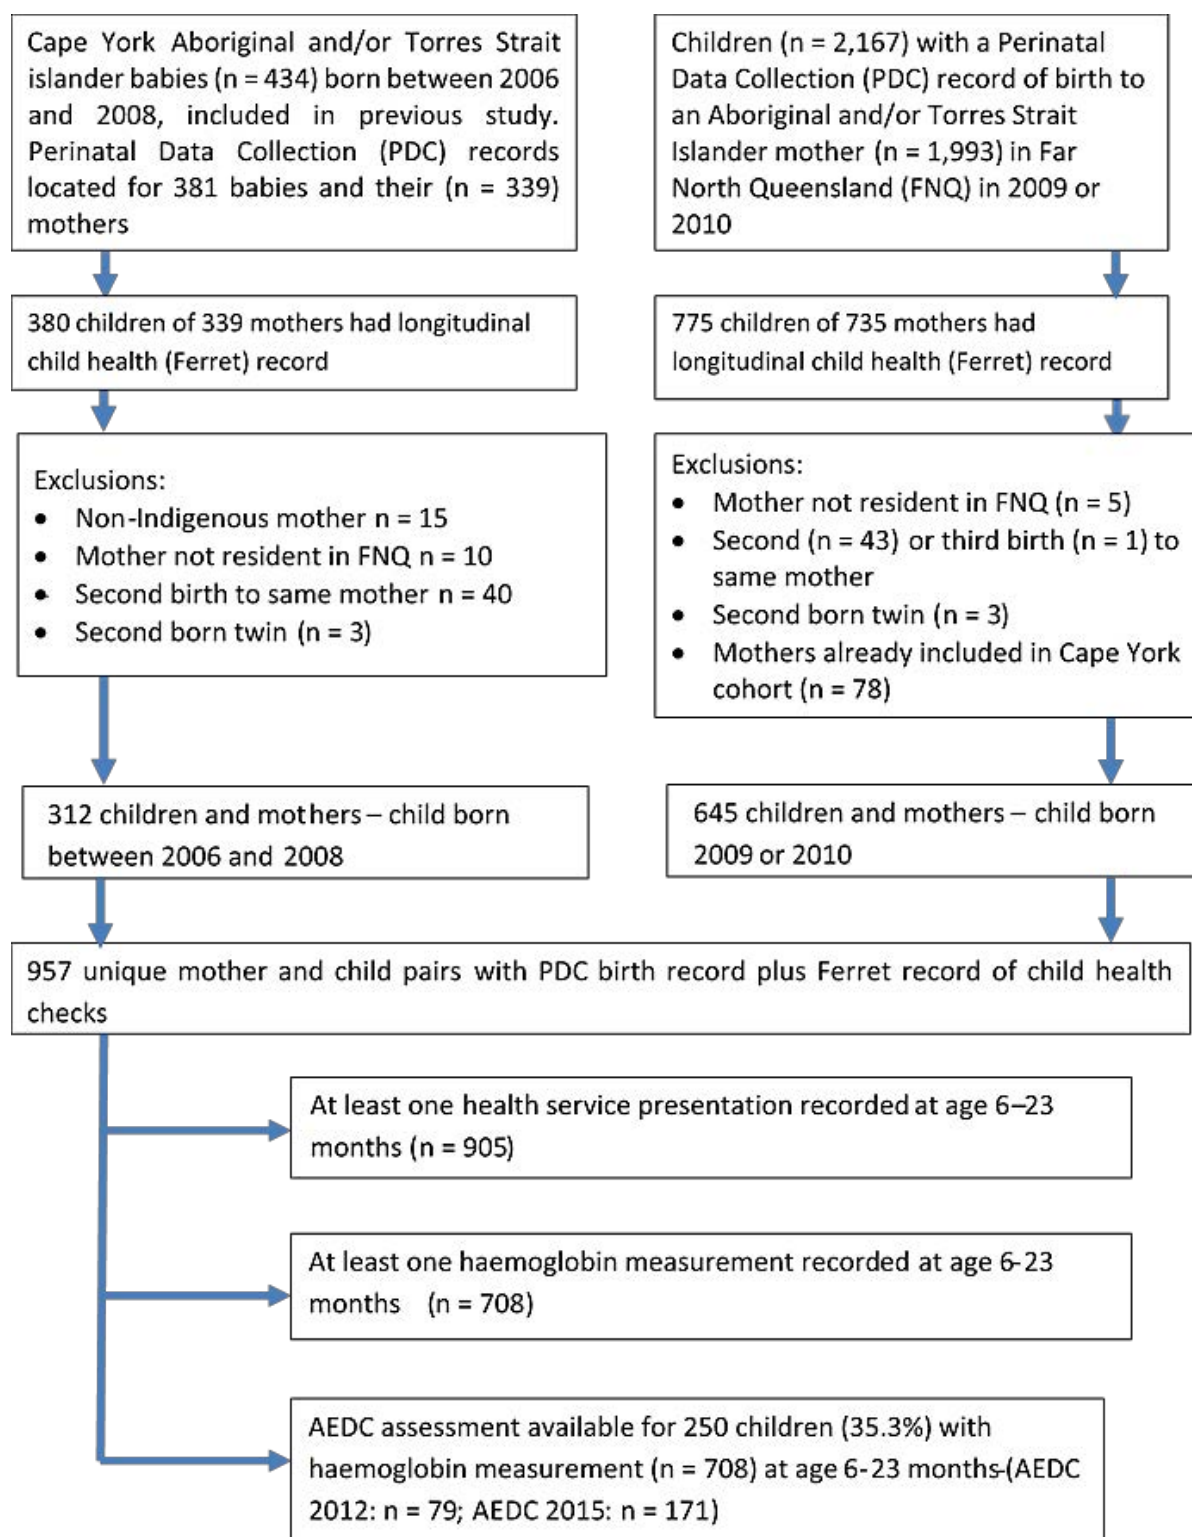 Cape York Aboriginal and/or Torres Strait
islander babies (n = 434) born between 2006
and 2008, included in previous study.
Perinatal Data Collection (PDC) records
located for 381 babies and their (n = 339)
mothers
Children (n = 2,167) with a Perinatal
Data Collection (PDC) record of birth to
an Aboriginal and/or Torres Strait
Islander mother (n = 1,993) in Far
North Queensland (FNQ) in 2009 or
2010
380 children of 339 mothers had longitudinal
child health (Ferret) record
775 children of 735 mothers had
longitudinal child health (Ferret) record
Exclusions:
• Non-Indigenous mother n = 15
• Mother not resident in FNQ n = 10
• Second birth to same mother n = 40
• Second born twin (n = 3)
Exclusions:
• Mother not resident in FNQ (n = 5)
• Second (n = 43) or third birth (n = 1) to
same mother
• Second born twin (n = 3)
• Mothers already included in Cape York
cohort (n = 78)
312 children and mothers – child born
between 2006 and 2008
645 children and mothers – child born
2009 or 2010
957 unique mother and child pairs with PDC birth record plus Ferret record of child health
checks
At least one health service presentation recorded at age 6–23
months (n = 905)
At least one haemoglobin measurement recorded at age 6-23
months (n = 708)
AEDC assessment available for 250 children (35.3%) with
haemoglobin measurement (n = 708) at age 6-23 months-(AEDC
2012: n = 79; AEDC 2015: n = 171)